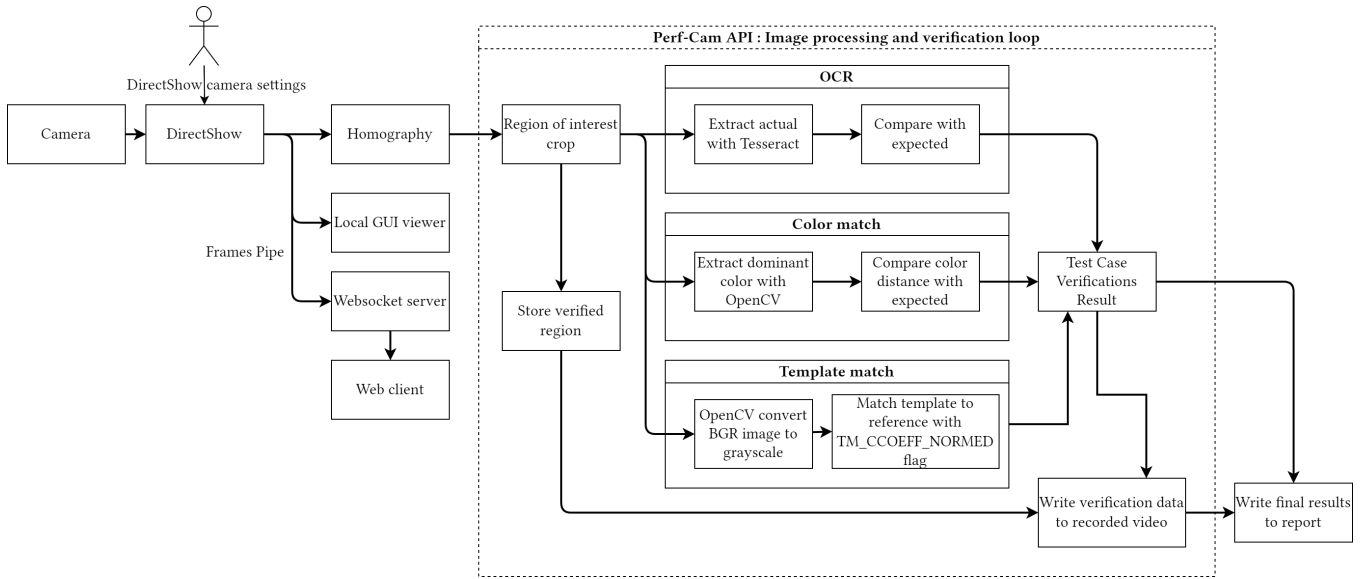 Perf-Cam API : Image processing and verification loop
DirectShow camera settings
Camera
DirectShow
Homography
Local GUI viewer
Frames Pipe
Websocket server
Web client
Region of interest
crop
Store verified
region
OCR
Extract actual
with Tesseract
Compare with
expected
Color match
Extract dominant
color with
OpenCV
Compare color
distance with
expected
Template match
OpenCV convert
BGR image to
grayscale
Match template to
reference with
TM_CCOEFF_NORMED
flag
Test Case
Verifications
Result
Write verification data
to recorded video
Write final results
to report